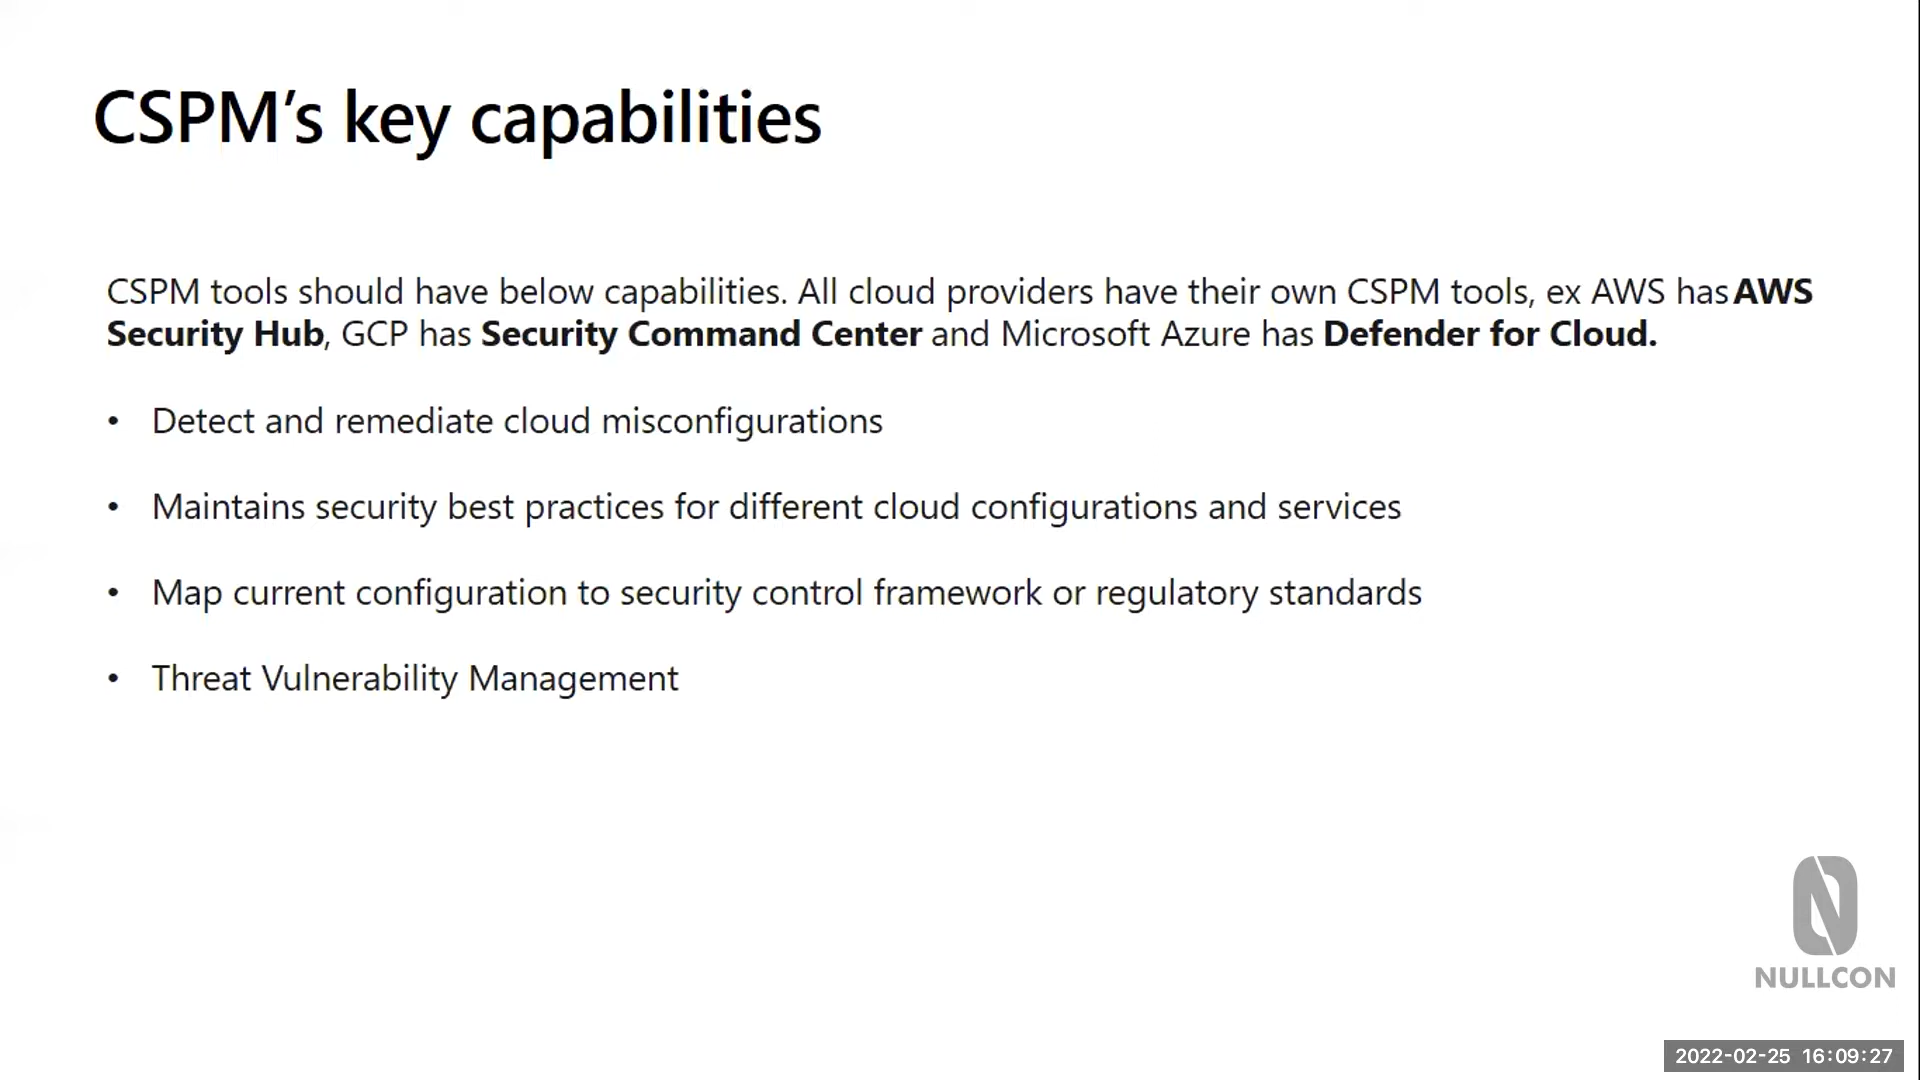 CSPM’s key capabilities
CSPM tools should have below capabilities. All cloud providers have their own CSPM tools, ex AWS has AWS
Security Hub, GCP has Security Command Center and Microsoft Azure has Defender for Cloud.
• Detect and remediate cloud misconfigurations
• Maintains security best practices for different cloud configurations and services
• Map current configuration to security control framework or regulatory standards
• Threat Vulnerability Management
NULLCON
2022-02-25 16:09:27